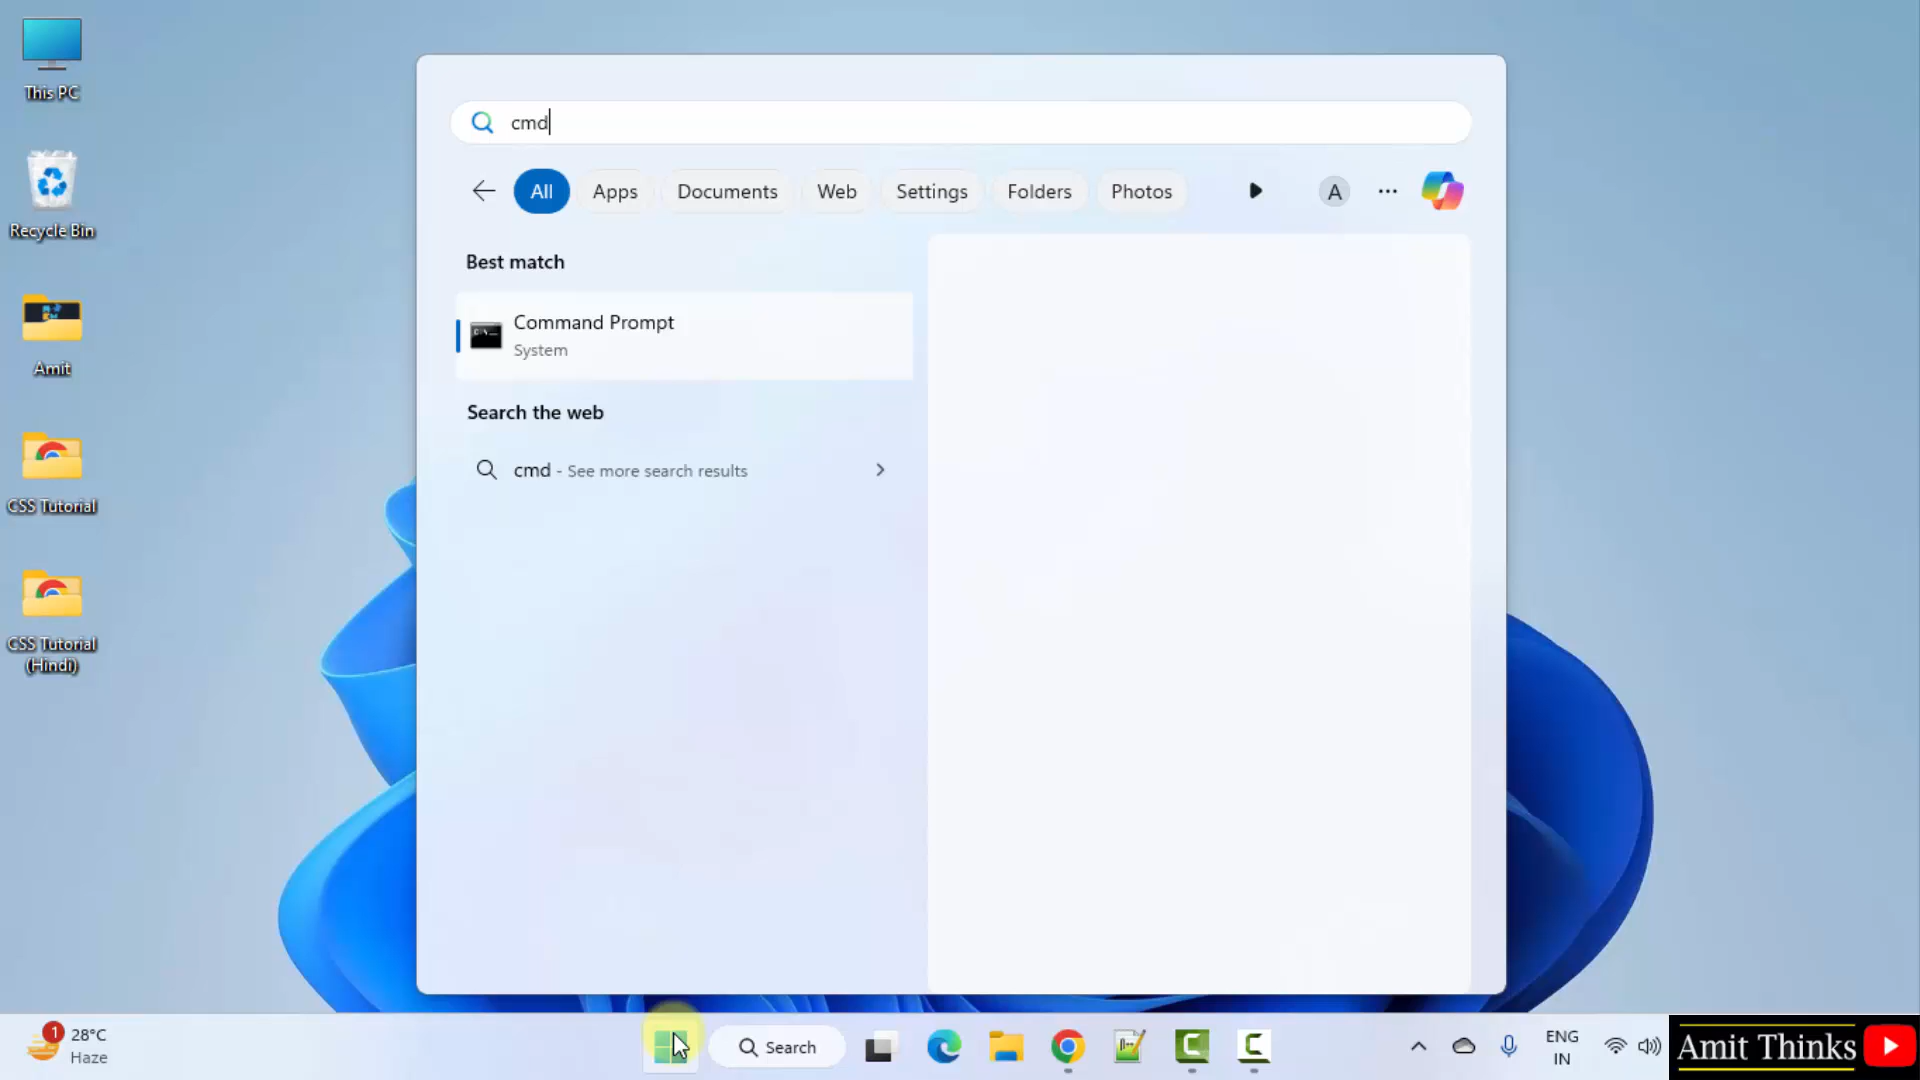 This PC
Recycle Bin
Amit
CSS Tutorial
CSS Tutorial
(Hindi)
cmd
All
Apps
Documents
Web
Settings
Folders
Photos
A
Best match
Command Prompt
System
Search the web
cmd - See more search results
1
28°C
Haze
Search
ENG
IN
Amit Thinks